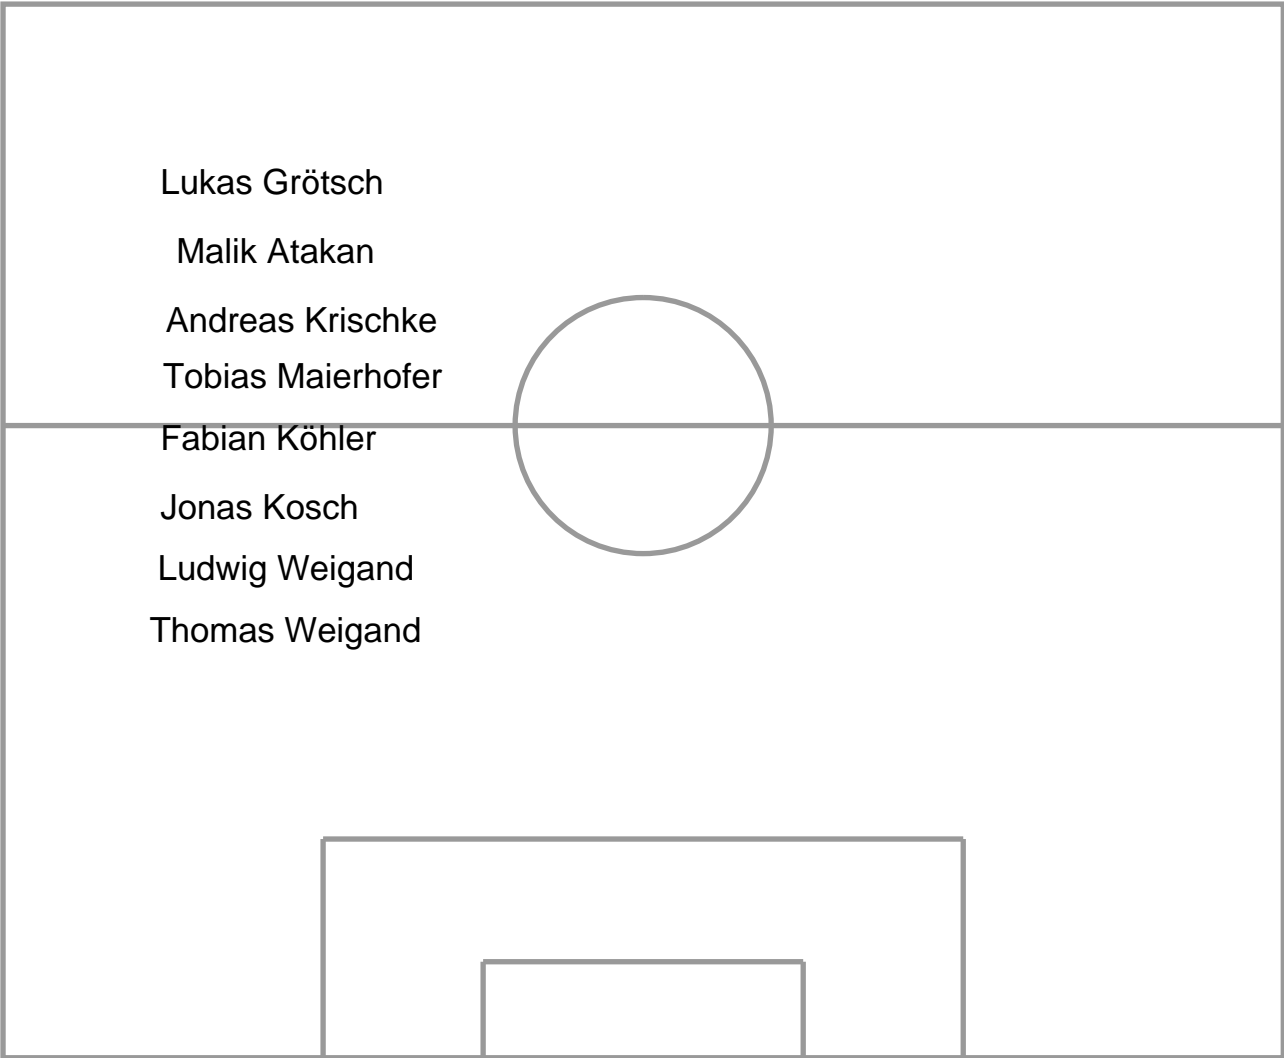 Lukas Grötsch
Malik Atakan
Andreas Krischke
Tobias Maierhofer
Fabian Köhler
Jonas Kosch
Ludwig Weigand
Thomas Weigand